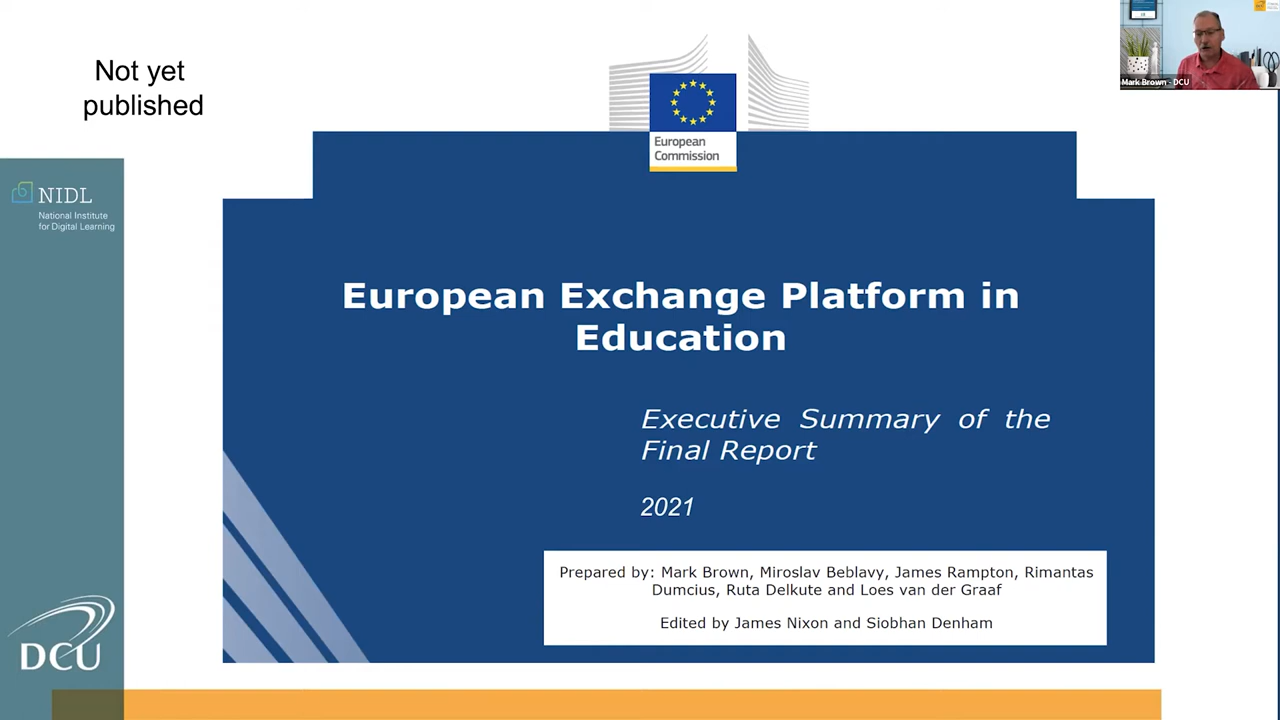 Not yet
published
European
Commission
Mark Brown - DCU
NIDL
National Institute
for Digital Learning
European Exchange Platform in
Education
Executive Summary of the
Final Report
2021
Prepared by: Mark Brown, Miroslav Beblavy, James Rampton, Rimantas
Dumcius, Ruta Delkute and Loes van der Graaf
Edited by James Nixon and Siobhan Denham
DCU